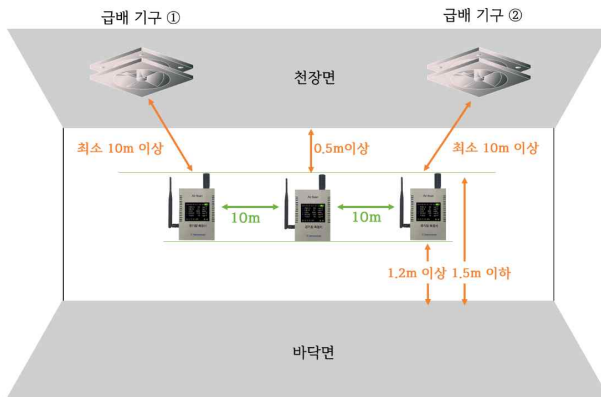 급배 기구 ①
급배 기구 ②
천장면
최소 10m 이상
0.5m이상
최소 10m 이상
10m
10m
1.2m 이상
1.5m 이하
바닥면